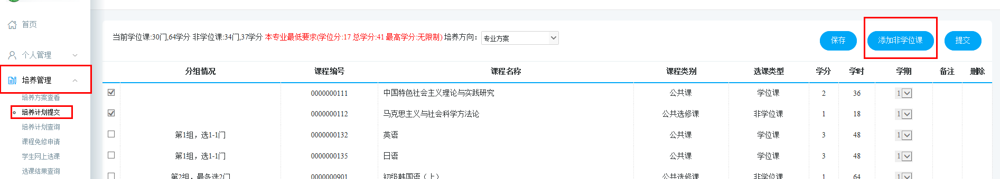 首页
个人管理
培养管理
培养方案查看
培养计划提交
培养计划查询
课程免修申请
学生网上选课
选课结果查询
当前学位课:30门,64学分 非学位课:34门,37学分 本专业最低要求(学位分:17 总学分:41 最高学分:无限制) 培养方向: 专业方案 保存 添加非学位课 提交
分组情况 课程编号 课程名称 课程类别 选课类型 学分 学时 学期 备注 删除
0000000111 中国特色社会主义理论与实践研究 公共课 学位课 2 36 1
0000000112 马克思主义与社会科学方法论 公共选修课 非学位课 1 18 1
第1组，选1-1门 0000000132 英语 公共课 学位课 3 48 1
第1组，选1-1门 0000000135 日语 公共课 学位课 3 48 1
第2组，最多选2门 0000000901 初级韩国语（上） 公共选修课 非学位课 1 64 1